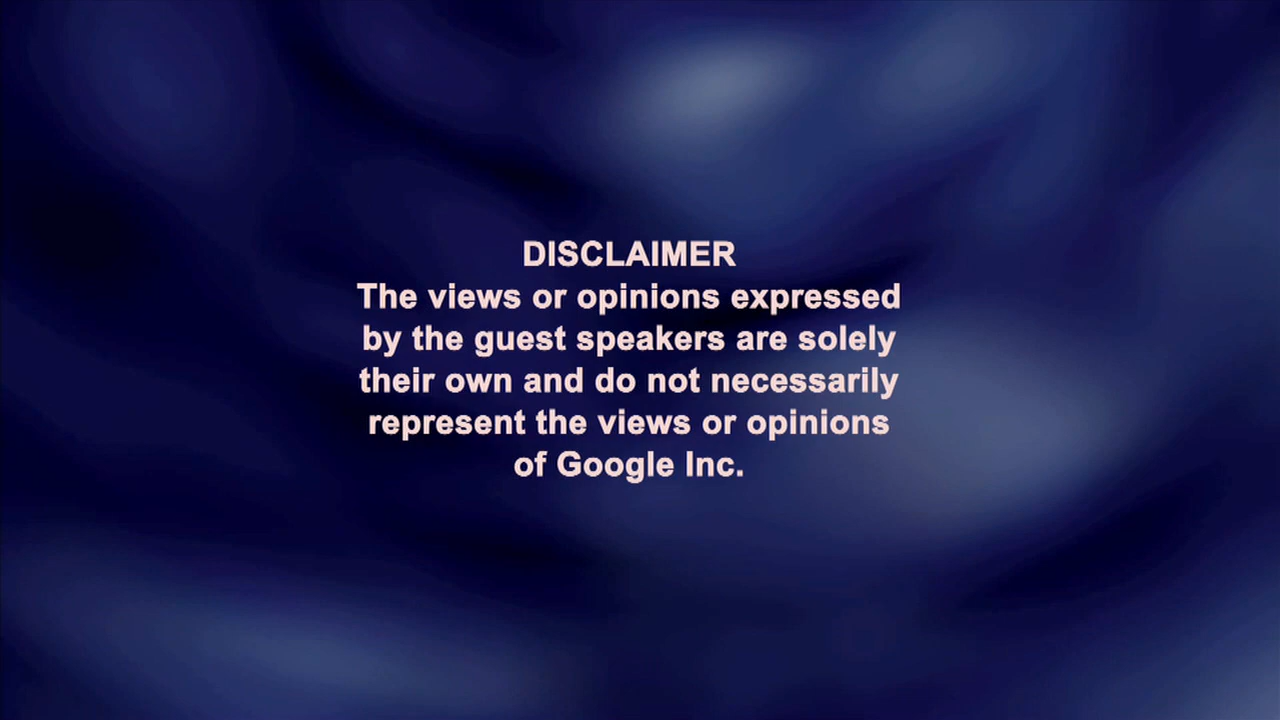 DISCLAIMER
The views or opinions expressed
by the guest speakers are solely
their own and do not necessarily
represent the views or opinions
of Google Inc.